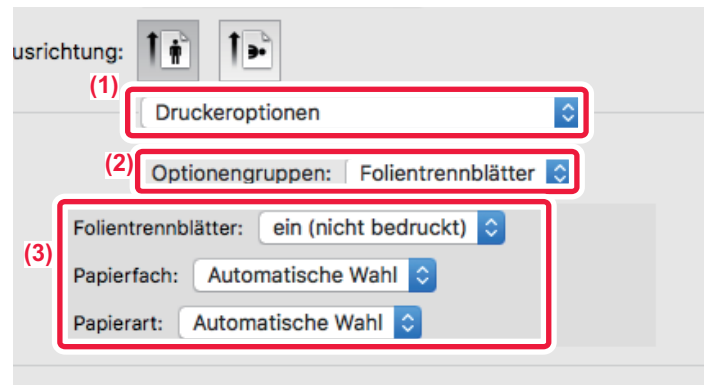 usrichtung:
(1)
Druckeroptionen
(2)
Optionengruppen: Folientrennblätter
(3)
Folientrennblätter: ein (nicht bedruckt)
Papierfach: Automatische Wahl
Papierart: Automatische Wahl